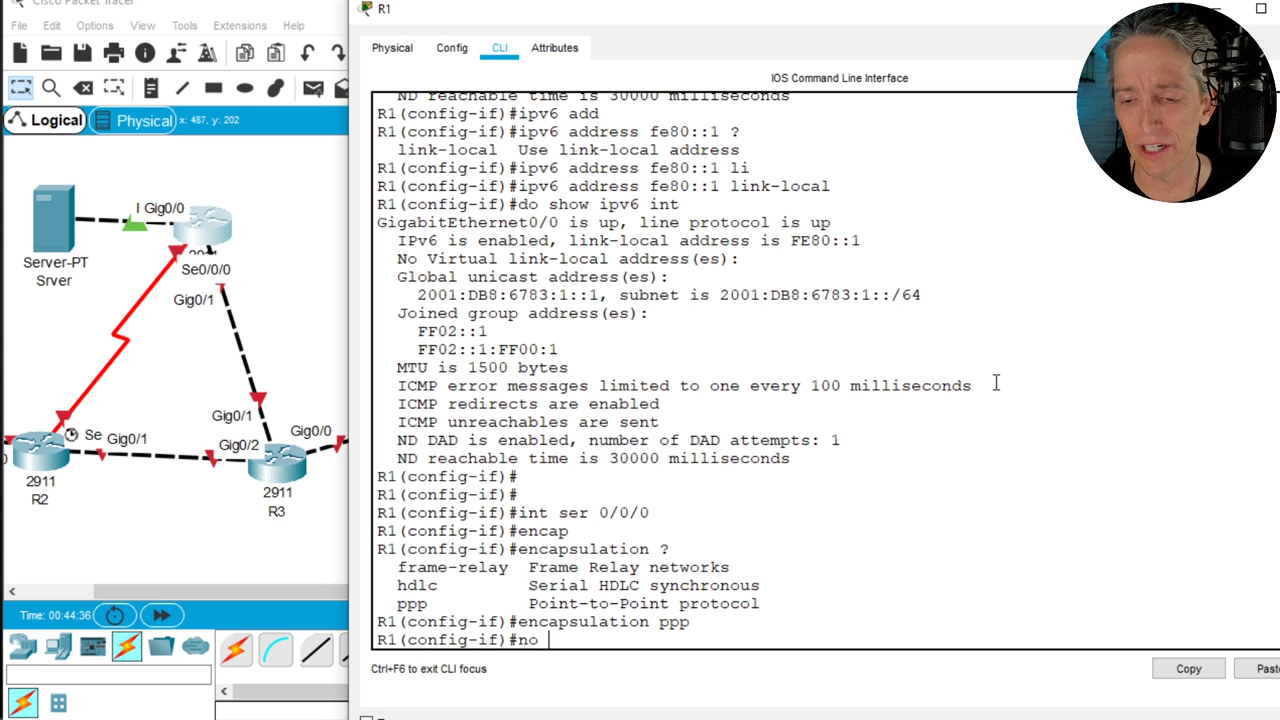 Cisco Packet Tracer
File Edit Options View Tools Extensions Help
Logical Physical x: 487, y: 202
I Gig0/0
Server-PT
Srver
Se0/0/0
Gig0/1
Gig0/1
Gig0/0
Gig0/2
Se Gig0/1
2911
R2
2911
R3
Time: 00:44:36
R1
Physical Config CLI Attributes
IOS Command Line Interface
ND reachable time is 30000 milliseconds
R1(config-if)#ipv6 add
R1(config-if)#ipv6 address fe80::1 ?
link-local Use link-local address
R1(config-if)#ipv6 address fe80::1 li
R1(config-if)#ipv6 address fe80::1 link-local
R1(config-if)#do show ipv6 int
GigabitEthernet0/0 is up, line protocol is up
IPv6 is enabled, link-local address is FE80::1
No Virtual link-local address(es):
Global unicast address(es):
2001:DB8:6783:1::1, subnet is 2001:DB8:6783:1::/64
Joined group address(es):
FF02::1
FF02::1:FF00:1
MTU is 1500 bytes
ICMP error messages limited to one every 100 milliseconds
ICMP redirects are enabled
ICMP unreachables are sent
ND DAD is enabled, number of DAD attempts: 1
ND reachable time is 30000 milliseconds
R1(config-if)#
R1(config-if)#
R1(config-if)#int ser 0/0/0
R1(config-if)#encap
R1(config-if)#encapsulation ?
frame-relay Frame Relay networks
hdlc Serial HDLC synchronous
ppp Point-to-Point protocol
R1(config-if)#encapsulation ppp
R1(config-if)#no
Ctrl+F6 to exit CLI focus
Copy